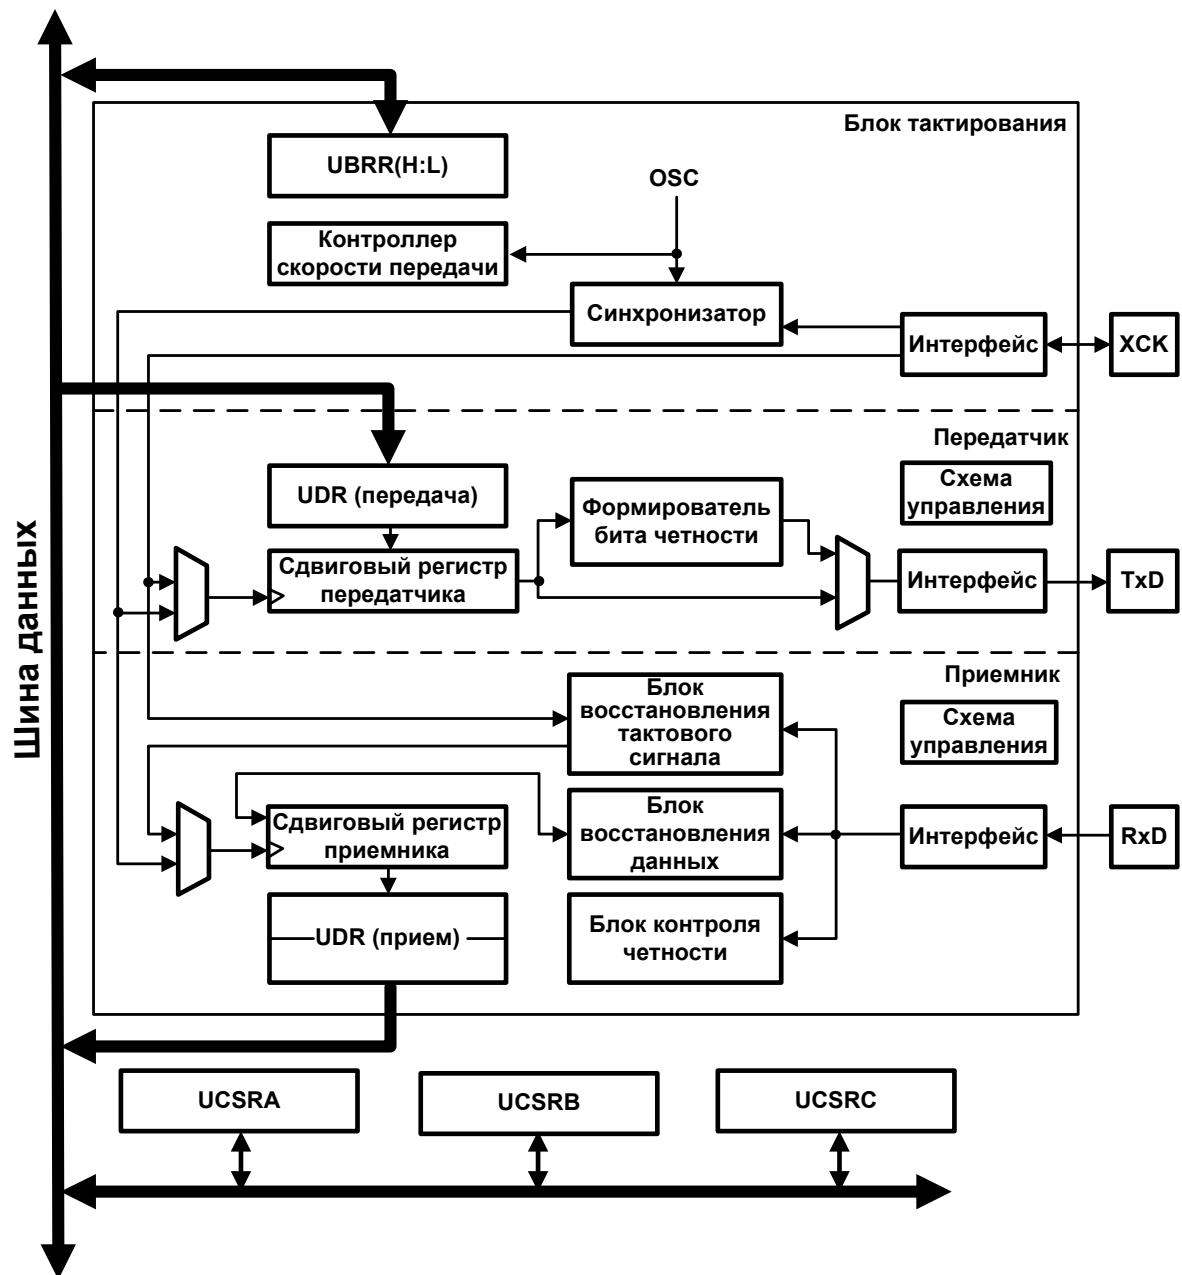 Шина данных
Блок тактирования
UBRR(H:L)
OSC
Контроллер
скорости передачи
Синхронизатор
Интерфейс
XCK
Передатчик
UDR (передача)
Формирователь
бита четности
Схема
управления
Сдвиговый регистр
передатчика
Интерфейс
TxD
Приемник
Блок
восстановления
тактового
сигнала
Схема
управления
Сдвиговый регистр
приемника
Блок
восстановления
данных
Интерфейс
RxD
UDR (прием)
Блок контроля
четности
UCSRA
UCSRB
UCSRC